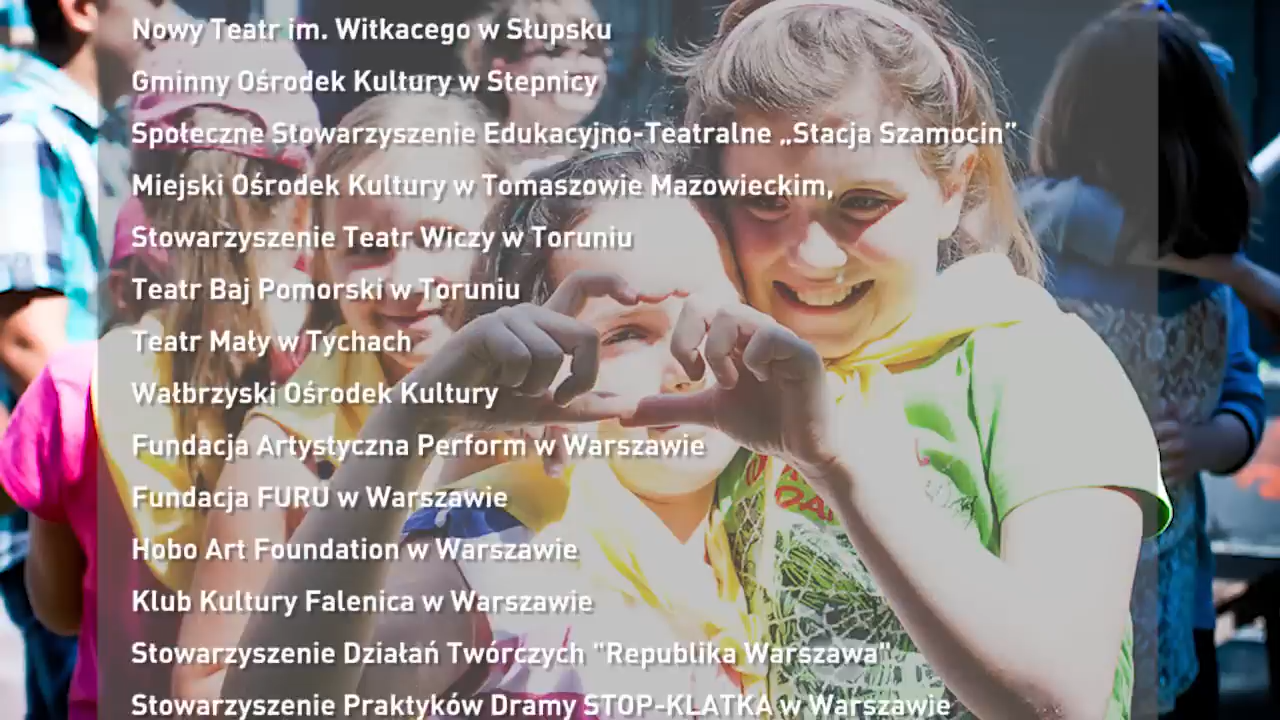 Nowy Teatr im. Witkacego w Słupsku
Gminny Ośrodek Kultury w Stepnicy
Społeczne Stowarzyszenie Edukacyjno-Teatralne „Stacja Szamocin”
Miejski Ośrodek Kultury w Tomaszowie Mazowieckim,
Stowarzyszenie Teatr Wiczy w Toruniu
Teatr Baj Pomorski w Toruniu
Teatr Mały w Tychach
Wałbrzyski Ośrodek Kultury
Fundacja Artystyczna Perform w Warszawie
Fundacja FURU w Warszawie
Hobo Art Foundation w Warszawie
Klub Kultury Falenica w Warszawie
Stowarzyszenie Działań Twórczych "Republika Warszawa"
Stowarzyszenie Praktyków Dramy STOP-KLATKA w Warszawie